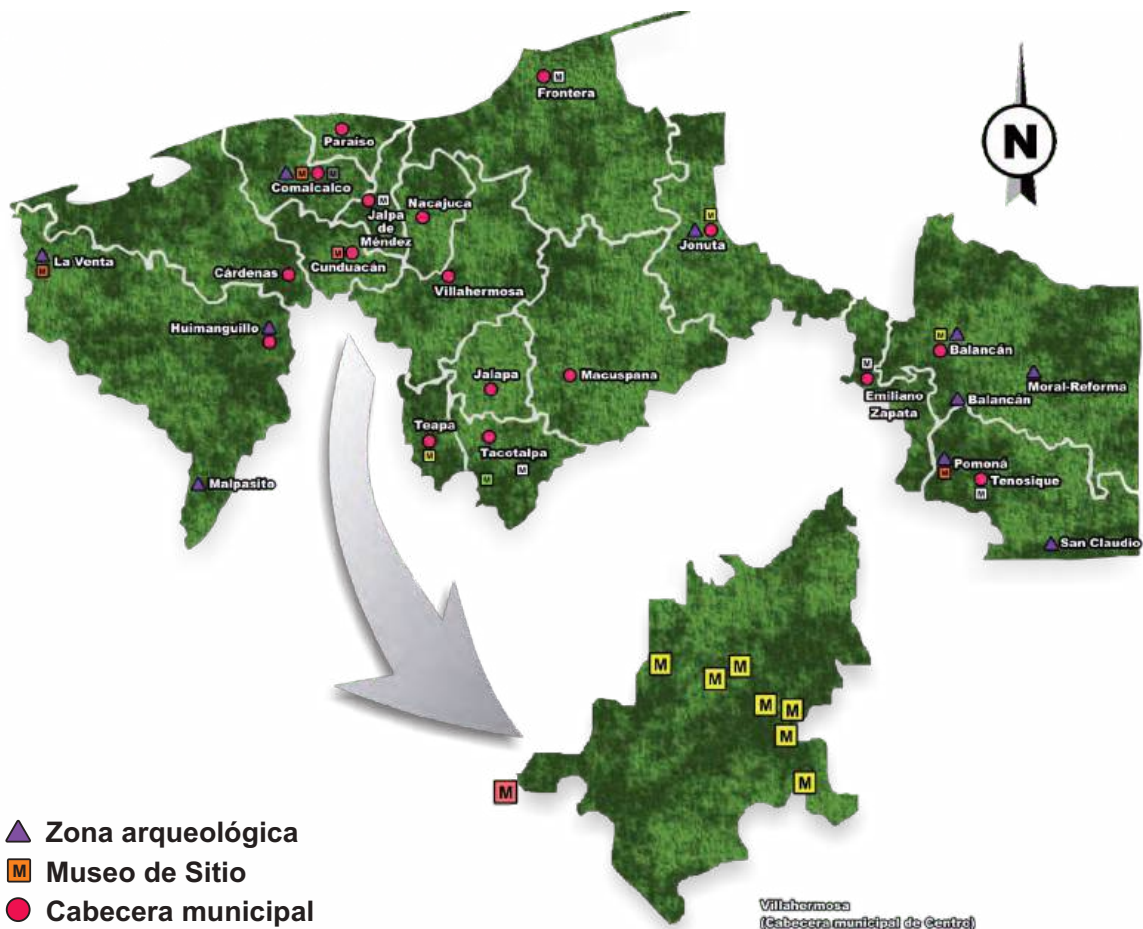 M
Frontera
N
Paraíso
M M
Comalcalco
M
Jalpa
de
Méndez
Nacajuca
M
Jonuta
La Venta
M
M
Cunduacán
Cárdenas
Villahermosa
Huimanguillo
M
Balancán
M
Emiliano
Zapata
Moral-Reforma
Balancán
Jalapa
Macuspana
Teapa
M
Tacotalpa
M
M
Pomoná
M
Tenosique
M
Malpasito
San Claudio
M
M
M
M
M
M
M
M
Zona arqueológica
M Museo de Sitio
Cabecera municipal
Villahermosa
(Cabecera municipal de Centro)